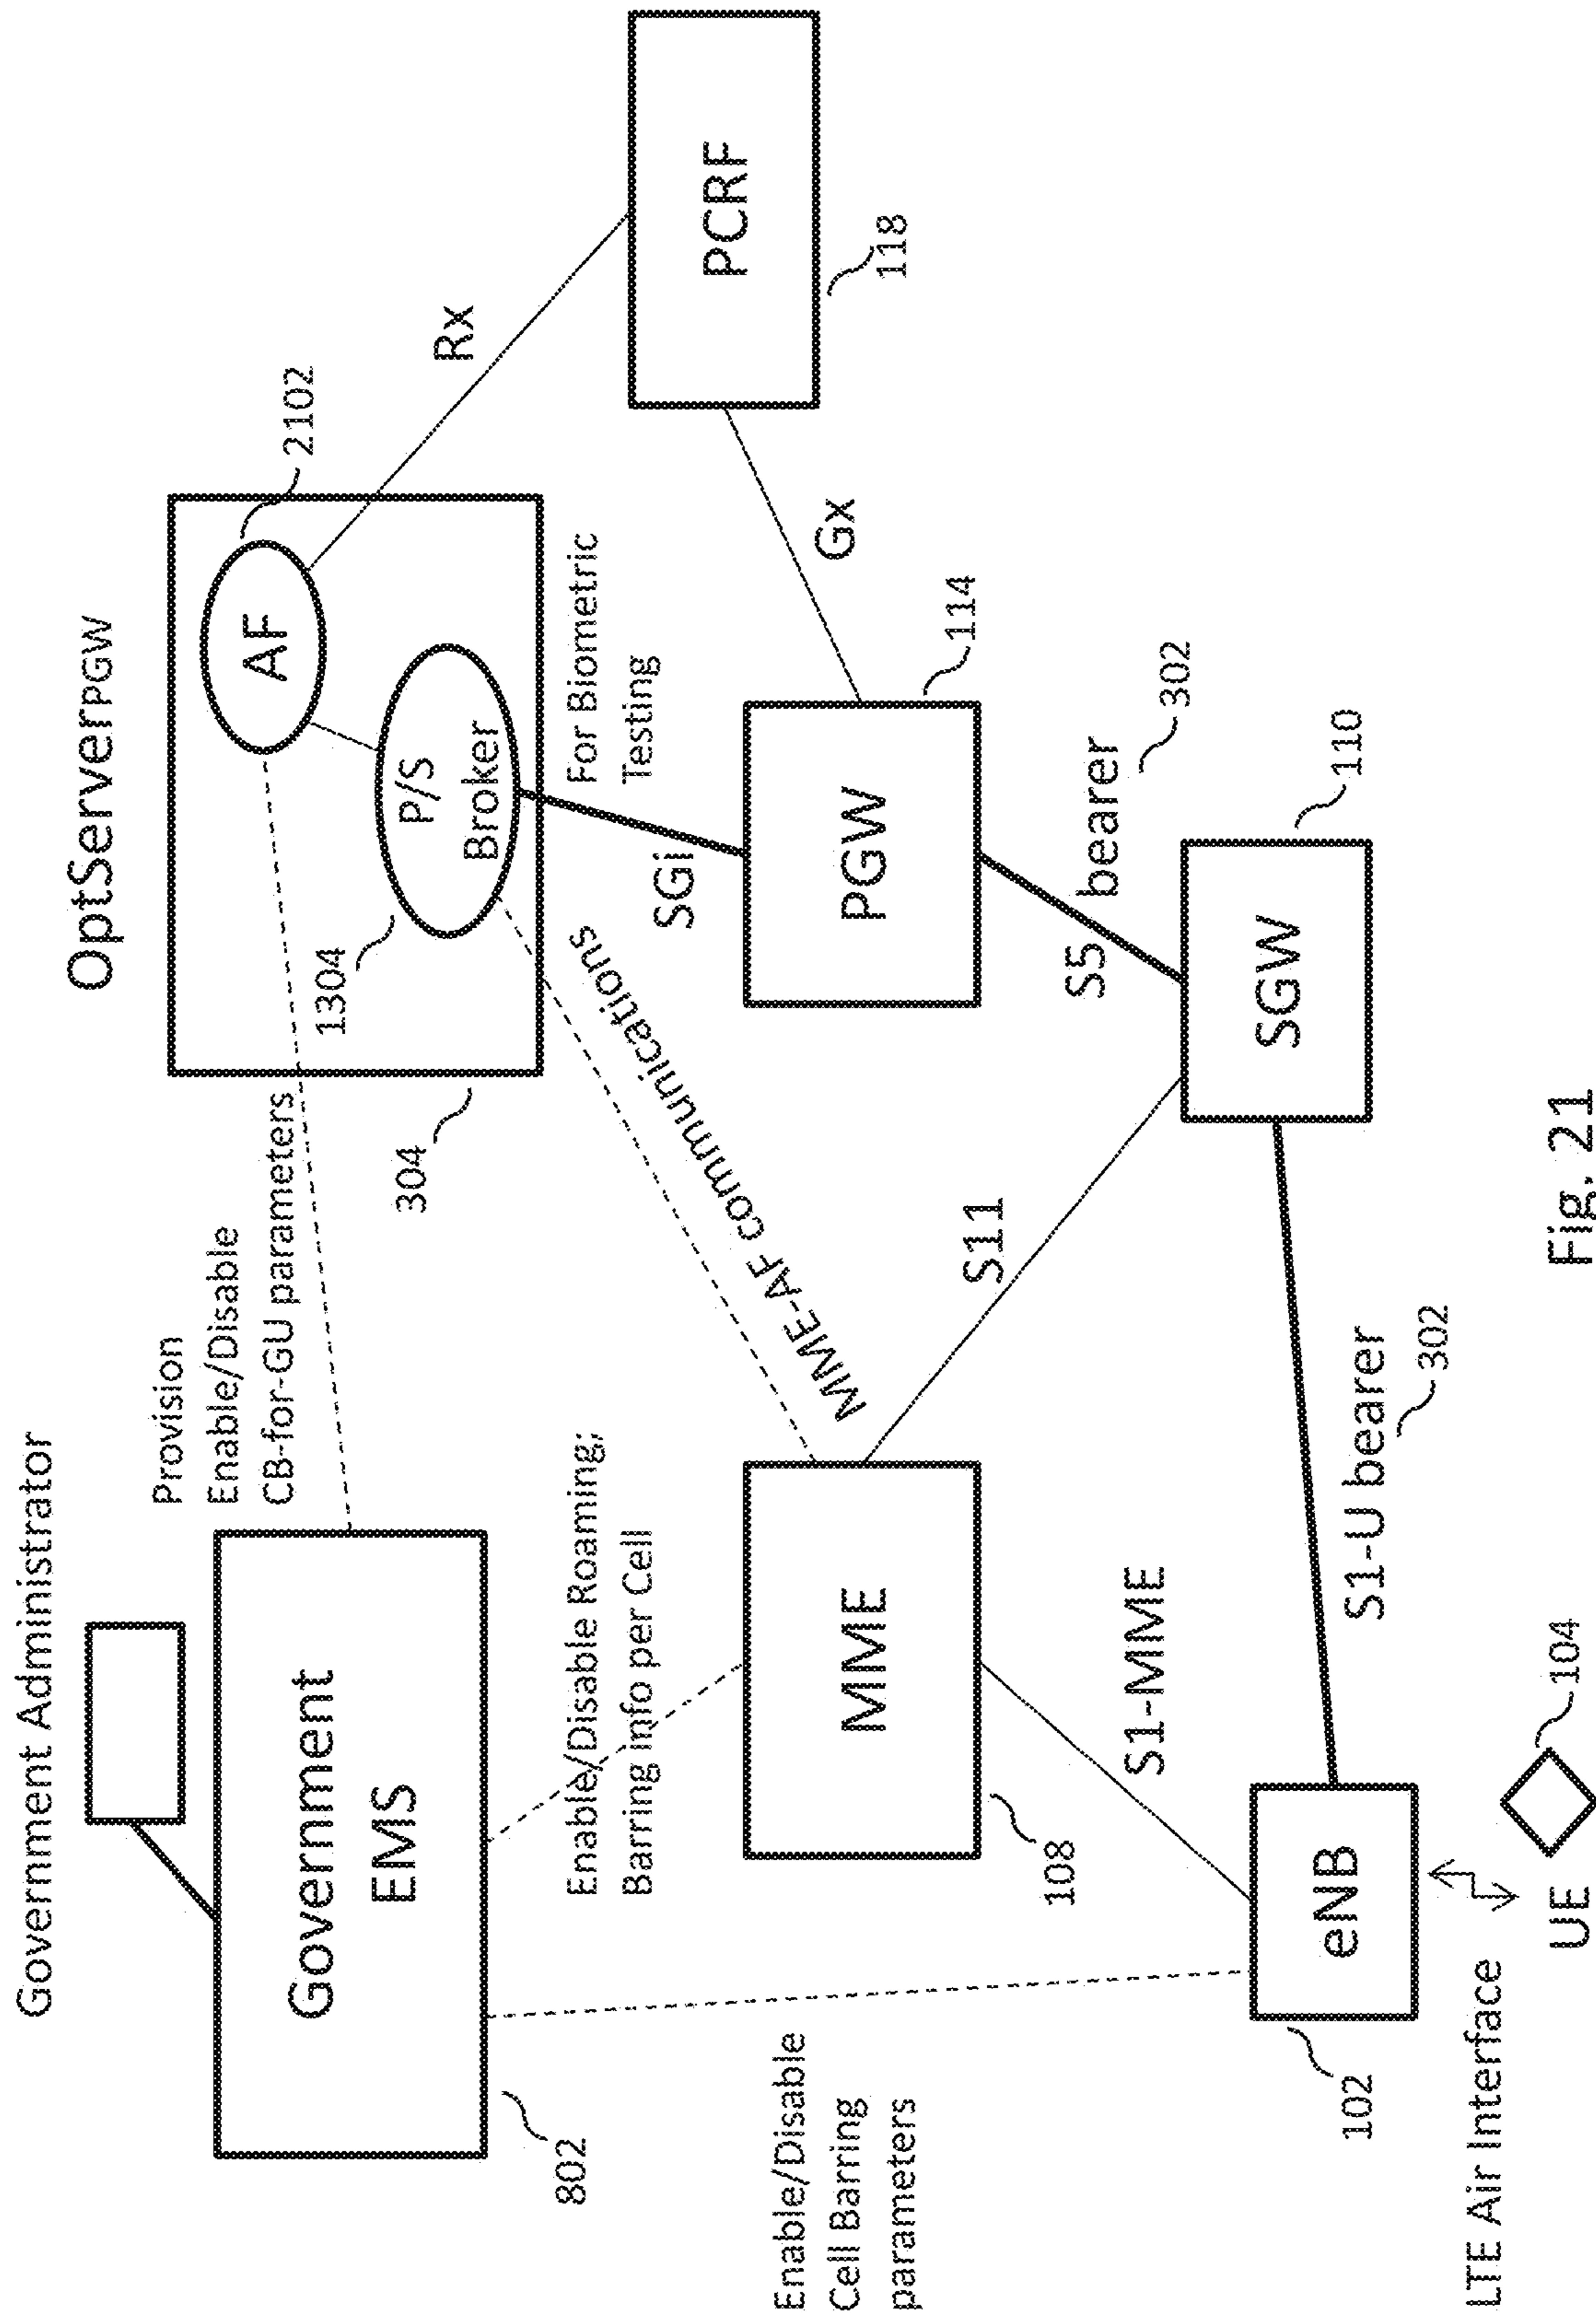 Government Administrator
OptServerPGW
Provision
Enable/Disable
CB-for-GU parameters
Government
EMS
802
AF
2102
P/S
Broker
1304
304
Rx
For Biometric
Testing
SGi
MME-AF communications
Enable/Disable Roaming;
Barring info per Cell
MME
108
PGW
114
Gx
PCRF
118
Enable/Disable
Cell Barring
parameters
S11
S5 bearer
302
S1-MME
SGW
110
eNB
102
S1-U bearer
302
LTE Air Interface
UE
104
Fig. 21